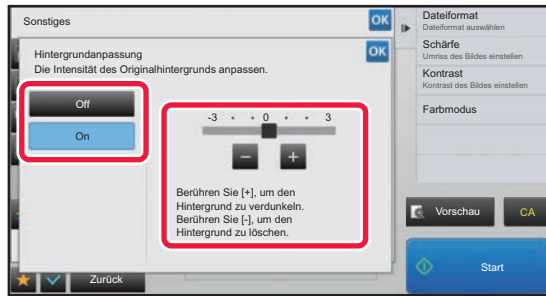 Sonstiges
OK
Hintergrundanpassung
OK
Die Intensität des Originalhintergrunds anpassen.
Off
On
-3 0 3
− +
Berühren Sie [+], um den
Hintergrund zu verdunkeln.
Berühren Sie [-], um den
Hintergrund zu löschen.
Zurück
Dateiformat
Dateiformat auswählen
Schärfe
Umriss des Bildes einstellen
Kontrast
Kontrast des Bildes einstellen
Farbmodus
Vorschau
CA
Start